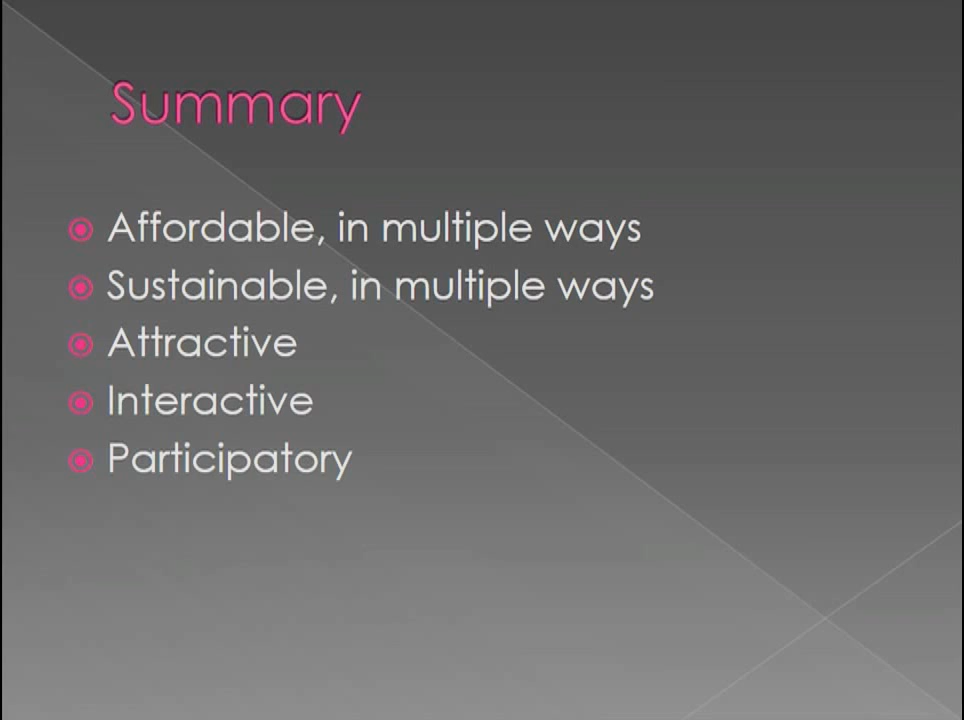 Summary
Affordable, in multiple ways
Sustainable, in multiple ways
Attractive
Interactive
Participatory